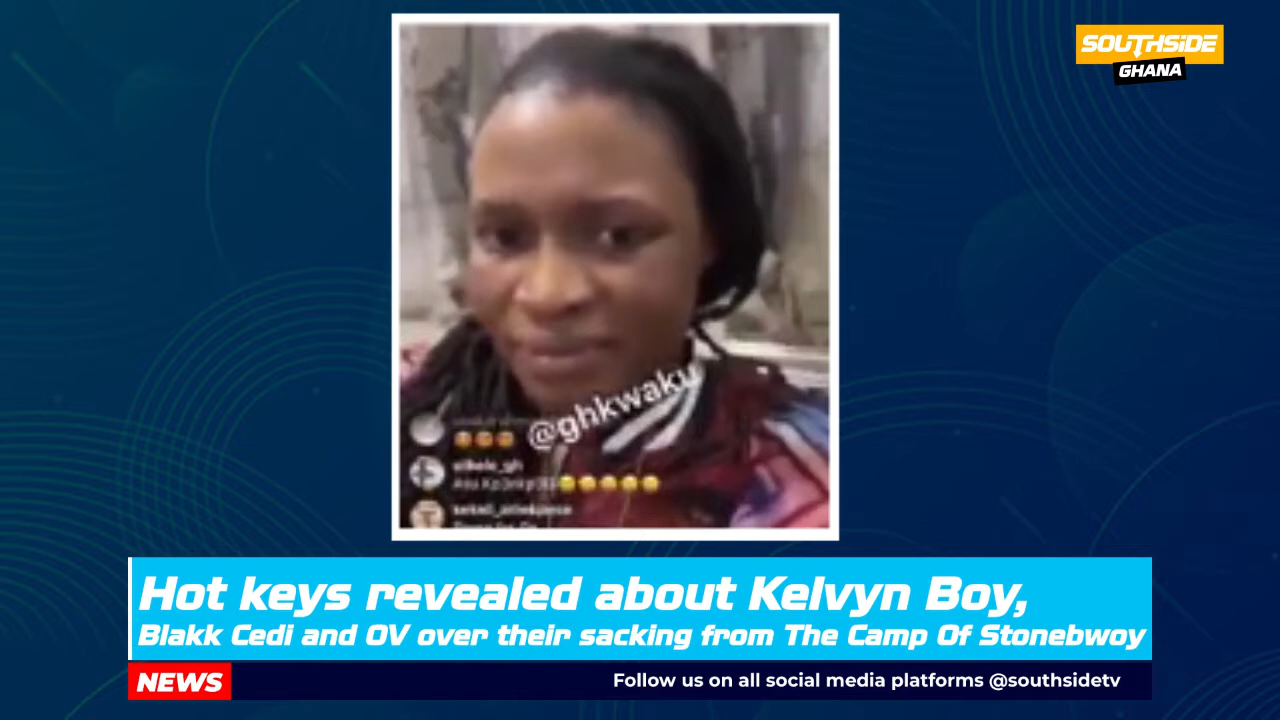 SOUTHSIDE
GHANA
@ghkwaku
Hot keys revealed about Kelvyn Boy,
Blakk Cedi and OV over their sacking from The Camp Of Stonebwoy
NEWS
Follow us on all social media platforms @southsidetv